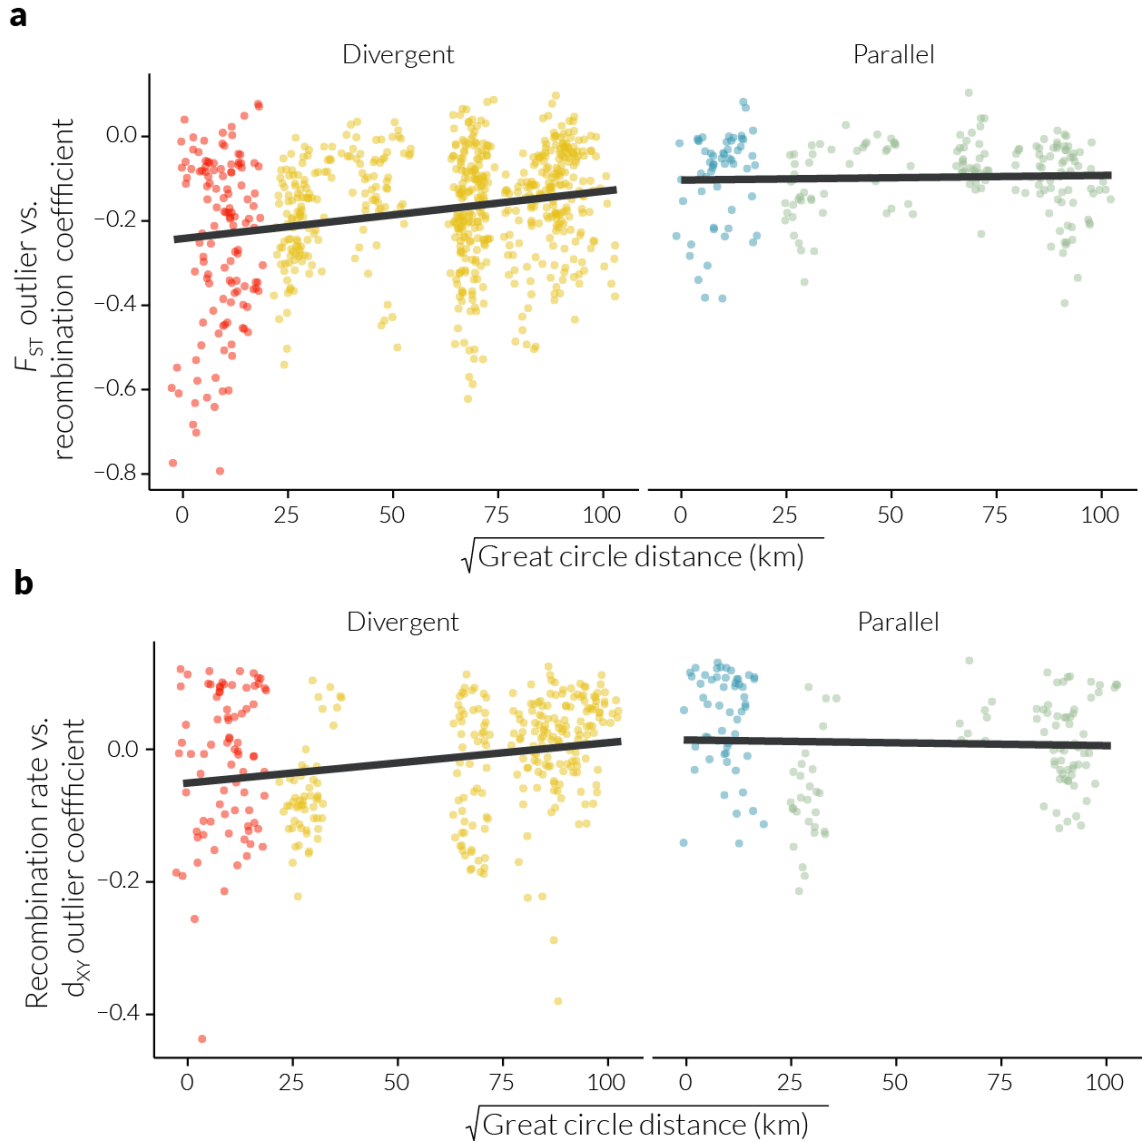 a
Divergent
Parallel
FST outlier vs.
recombination coefficient
0.0
−0.2
−0.4
−0.6
−0.8
0 25 50 75 100
0 25 50 75 100
√Great circle distance (km)
b
Divergent
Parallel
Recombination rate vs.
dXY outlier coeffficient
0.0
−0.2
−0.4
0 25 50 75 100
0 25 50 75 100
√Great circle distance (km)